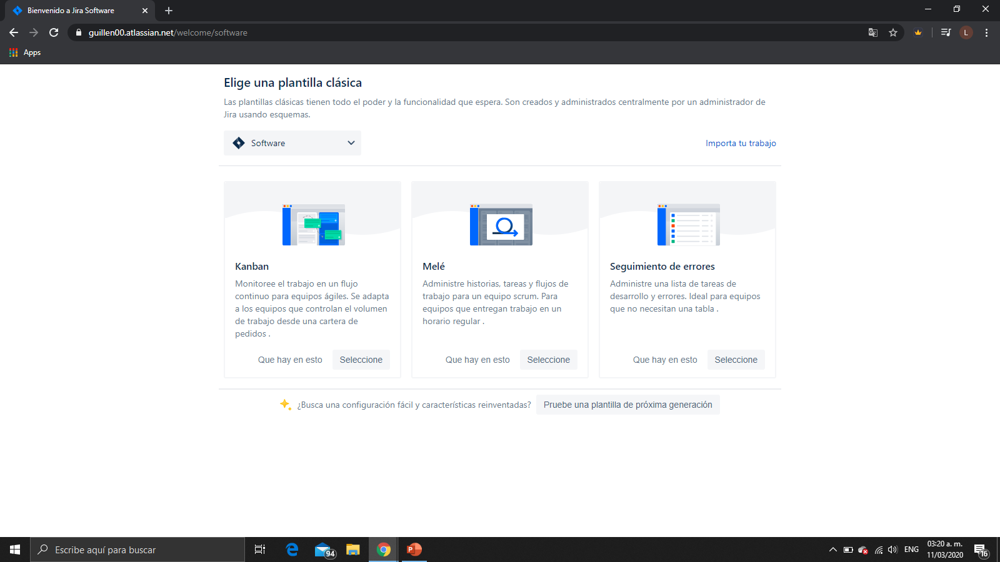 Bienvenido a Jira Software
guillen00.atlassian.net/welcome/software
L
Apps
Elige una plantilla clásica
Las plantillas clásicas tienen todo el poder y la funcionalidad que espera. Son creados y administrados centralmente por un administrador de
Jira usando esquemas.
Software
Importa tu trabajo
Kanban
Monitoree el trabajo en un flujo
continuo para equipos ágiles. Se adapta
a los equipos que controlan el volumen
de trabajo desde una cartera de
pedidos .
Que hay en esto
Seleccione
Melé
Administre historias, tareas y flujos de
trabajo para un equipo scrum. Para
equipos que entregan trabajo en un
horario regular .
Que hay en esto
Seleccione
Seguimiento de errores
Administre una lista de tareas de
desarrollo y errores. Ideal para equipos
que no necesitan una tabla .
Que hay en esto
Seleccione
¿Busca una configuración fácil y características reinventadas?
Pruebe una plantilla de próxima generación
Escribe aquí para buscar
94
P
ENG
03:20 a. m.
11/03/2020
16